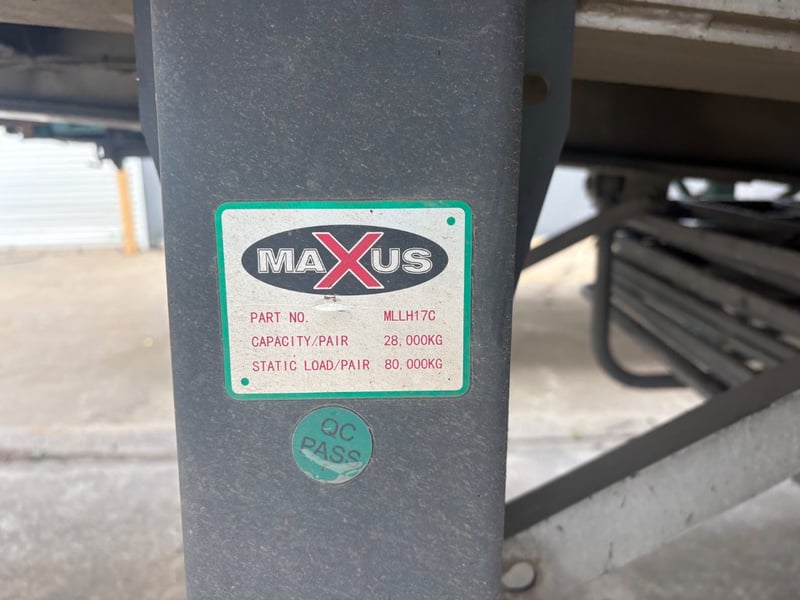 MAXUS
PART NO. MLLH17C
CAPACITY/PAIR 28,000KG
STATIC LOAD/PAIR 80,000KG
QC
PASS